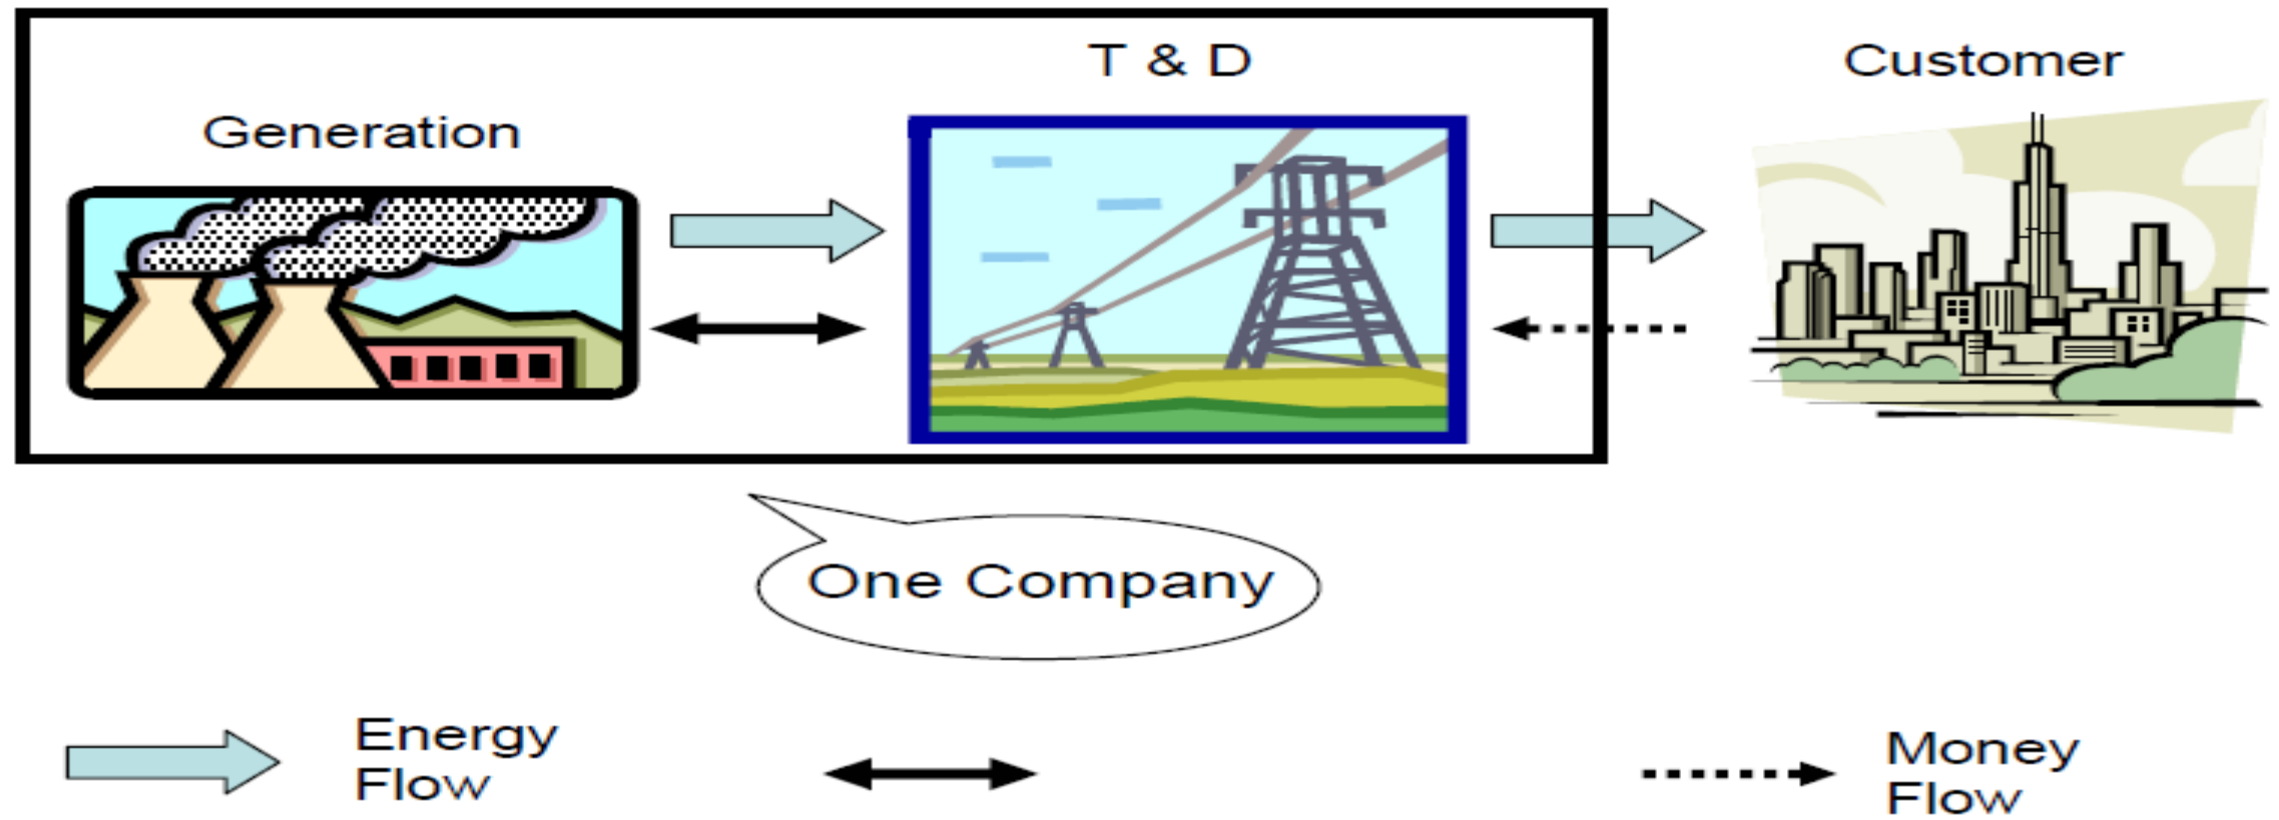 T & D
Customer
Generation
One Company
Energy
Flow
Money
Flow